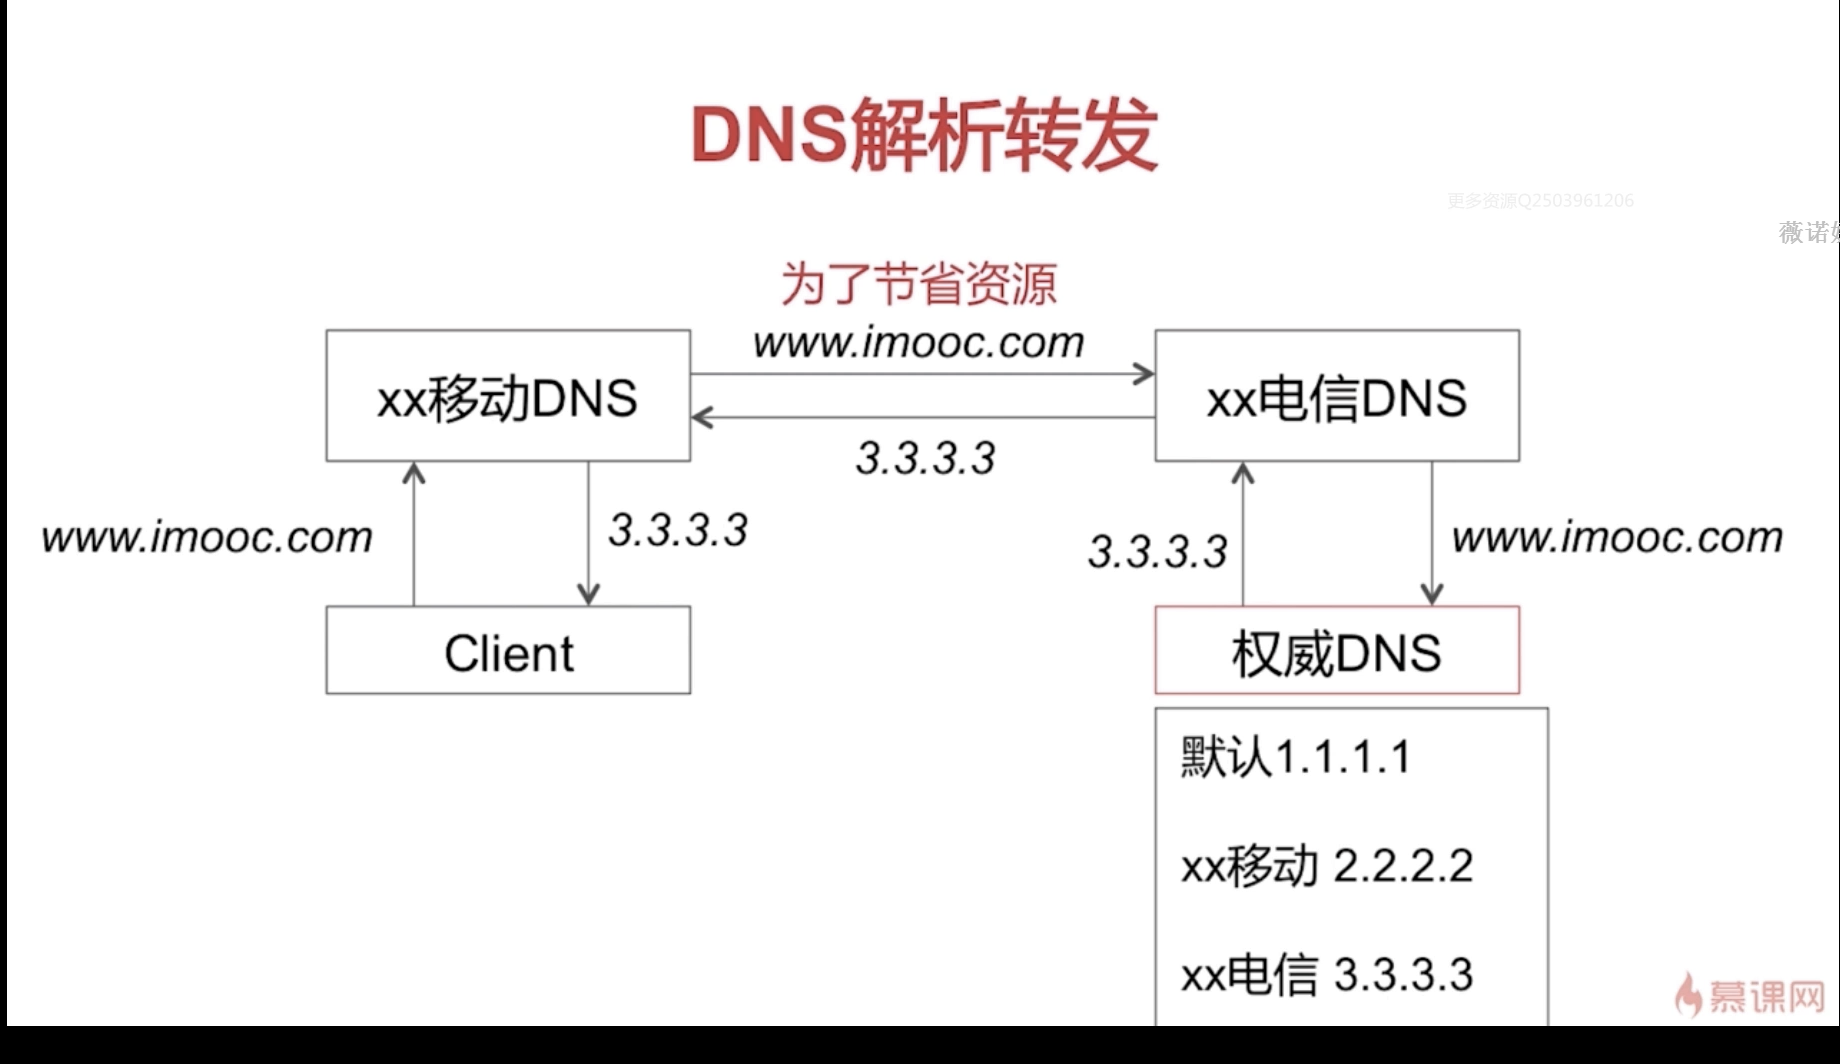 DNS解析转发
更多资源Q2503961206
薇诺
为了节省资源
www.imooc.com
xx移动DNS
xx电信DNS
3.3.3.3
www.imooc.com
3.3.3.3
3.3.3.3
www.imooc.com
Client
权威DNS
默认1.1.1.1
xx移动 2.2.2.2
xx电信 3.3.3.3
慕课网